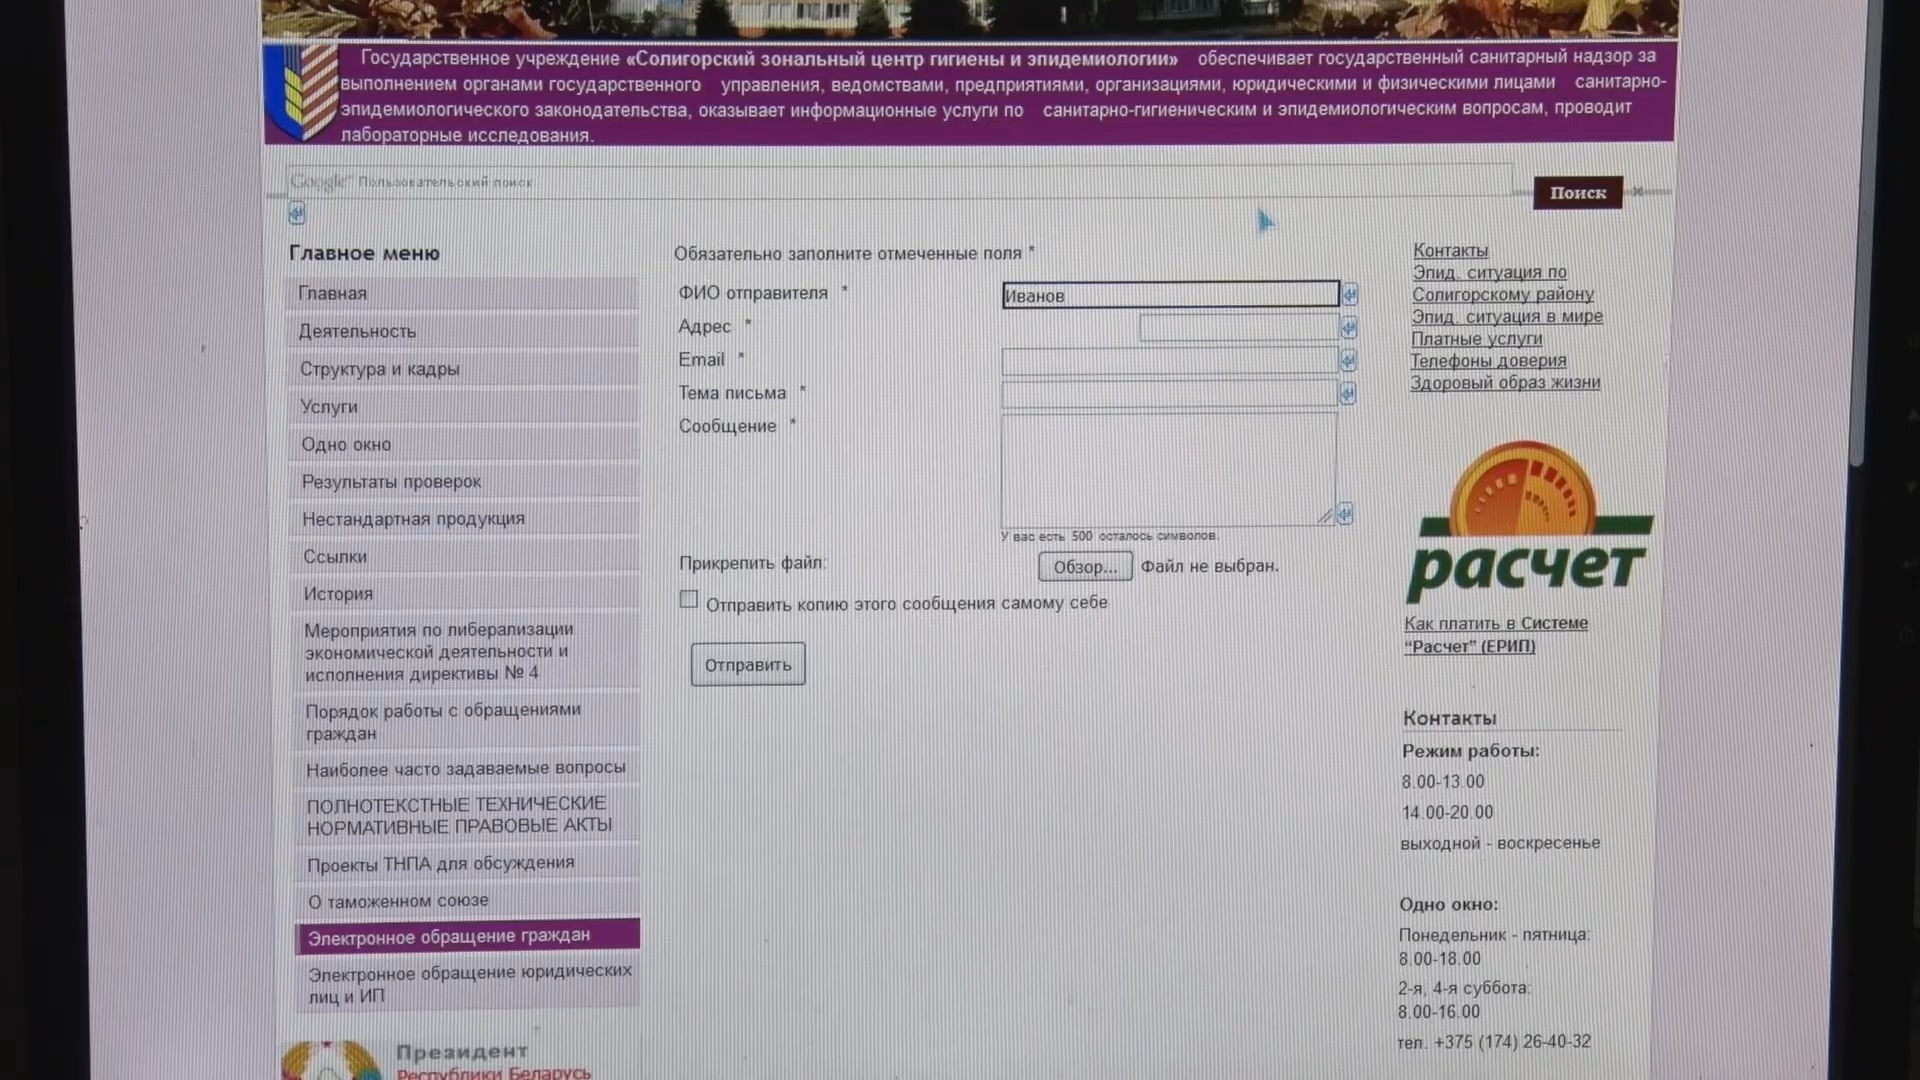 Государственное учреждение «Солигорский зональный центр гигиены и эпидемиологии» обеспечивает государственный санитарный надзор за
выполнением органами государственного управления, ведомствами, предприятиями, организациями, юридическими и физическими лицами санитарно-
эпидемиологического законодательства, оказывает информационные услуги по санитарно-гигиеническим и эпидемиологическим вопросам, проводит
лабораторные исследования.
Google™ Пользовательский поиск
Поиск
×
Главное меню
Главная
Деятельность
Структура и кадры
Услуги
Одно окно
Результаты проверок
Нестандартная продукция
Ссылки
История
Мероприятия по либерализации
экономической деятельности и
исполнения директивы № 4
Порядок работы с обращениями
граждан
Наиболее часто задаваемые вопросы
ПОЛНОТЕКСТНЫЕ ТЕХНИЧЕСКИЕ
НОРМАТИВНЫЕ ПРАВОВЫЕ АКТЫ
Проекты ТНПА для обсуждения
О таможенном союзе
Электронное обращение граждан
Электронное обращение юридических
лиц и ИП
Президент
Республики Беларусь
Обязательно заполните отмеченные поля *
ФИО отправителя *
Иванов
Адрес *
Email *
Тема письма *
Сообщение *
У вас есть 500 осталось символов.
Прикрепить файл:
Обзор... Файл не выбран.
Отправить копию этого сообщения самому себе
Отправить
Контакты
Эпид. ситуация по
Солигорскому району
Эпид. ситуация в мире
Платные услуги
Телефоны доверия
Здоровый образ жизни
расчет
Как платить в Системе
“Расчет” (ЕРИП)
Контакты
Режим работы:
8.00-13.00
14.00-20.00
выходной - воскресенье
Одно окно:
Понедельник - пятница:
8.00-18.00
2-я, 4-я суббота:
8.00-16.00
тел. +375 (174) 26-40-32